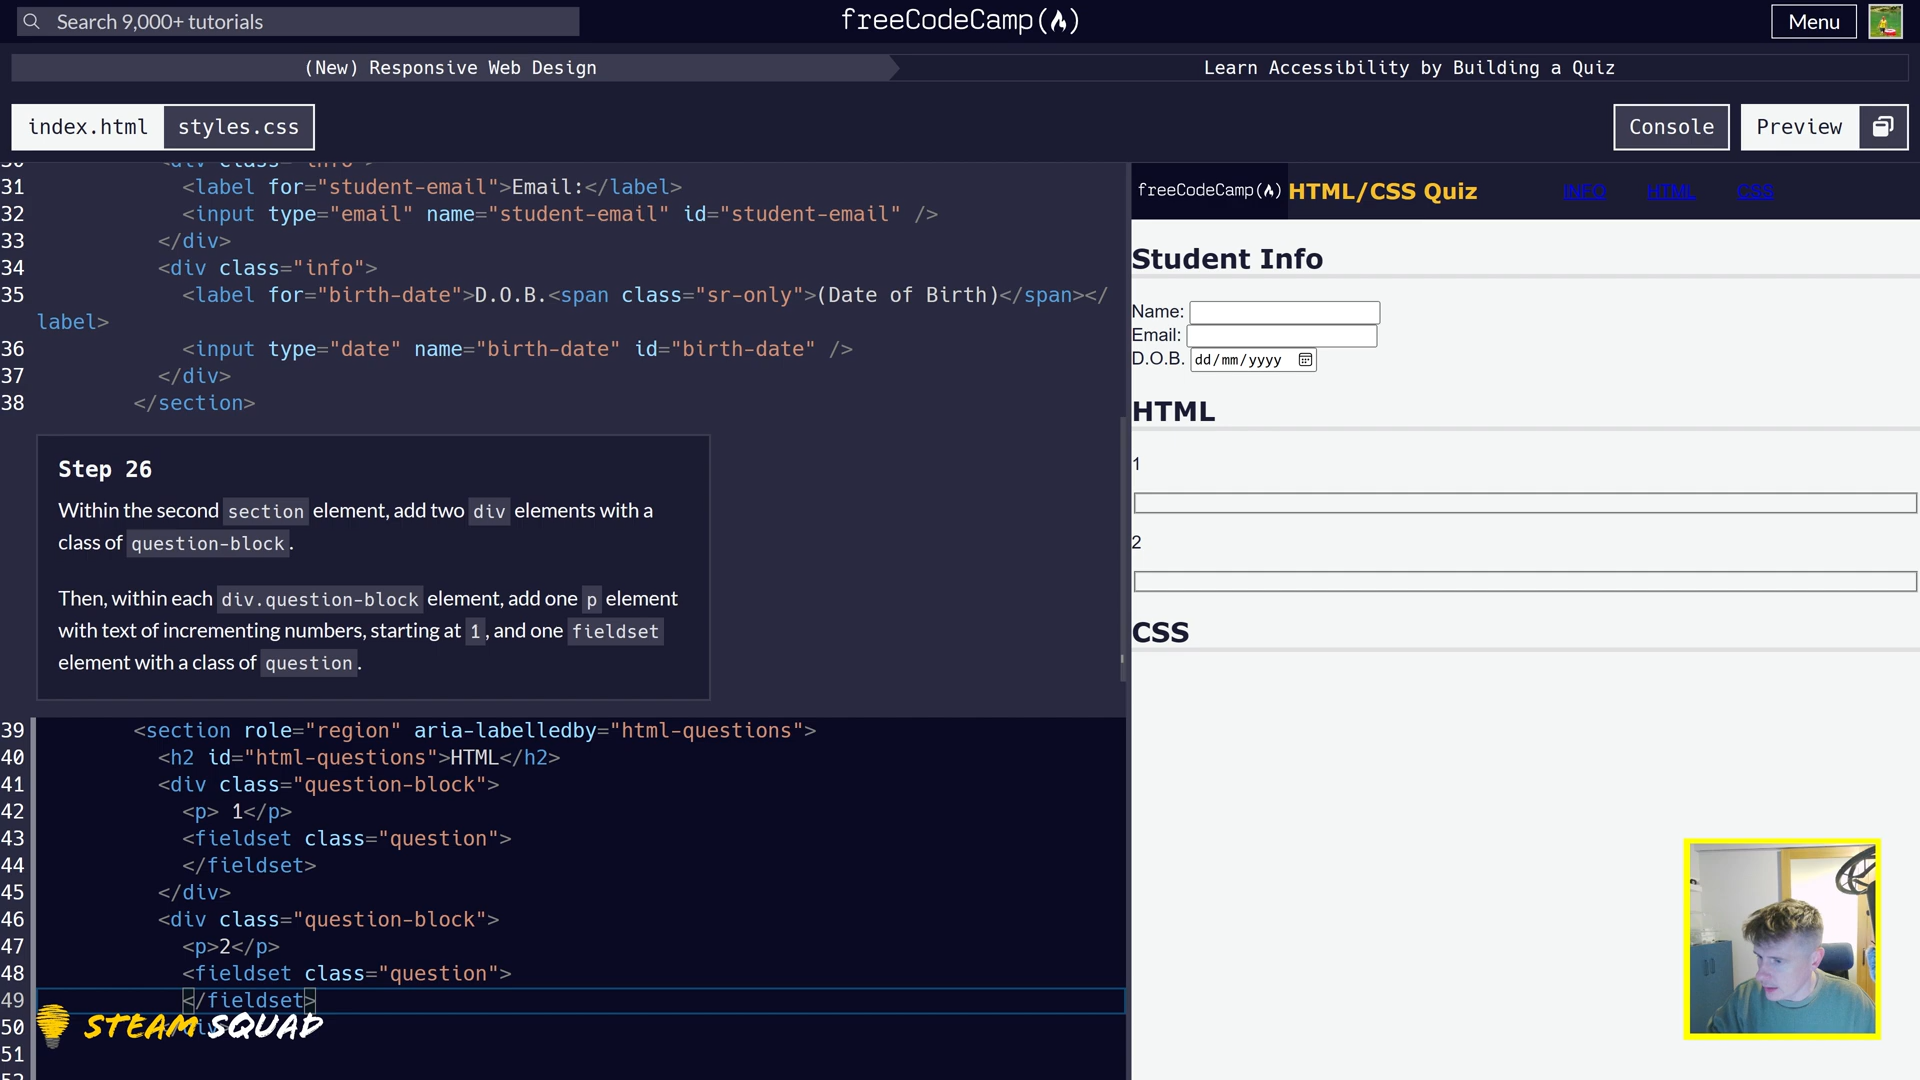 Search 9,000+ tutorials
freeCodeCamp
Menu
(New) Responsive Web Design
Learn Accessibility by Building a Quiz
index.html
styles.css
Console
Preview
31 <label for="student-email">Email:</label>
32 <input type="email" name="student-email" id="student-email" />
33 </div>
34 <div class="info">
35 <label for="birth-date">D.O.B.<span class="sr-only">(Date of Birth)</span></
label>
36 <input type="date" name="birth-date" id="birth-date" />
37 </div>
38 </section>
Step 26
Within the second section element, add two div elements with a
class of question-block.
Then, within each div.question-block element, add one p element
with text of incrementing numbers, starting at 1, and one fieldset
element with a class of question.
39 <section role="region" aria-labelledby="html-questions">
40 <h2 id="html-questions">HTML</h2>
41 <div class="question-block">
42 <p> 1</p>
43 <fieldset class="question">
44 </fieldset>
45 </div>
46 <div class="question-block">
47 <p>2</p>
48 <fieldset class="question">
49 </fieldset>
50
51
STEAM SQUAD
freeCodeCamp HTML/CSS Quiz INFO HTML CSS
Student Info
Name:
Email:
D.O.B. dd/mm/yyyy
HTML
1
2
CSS